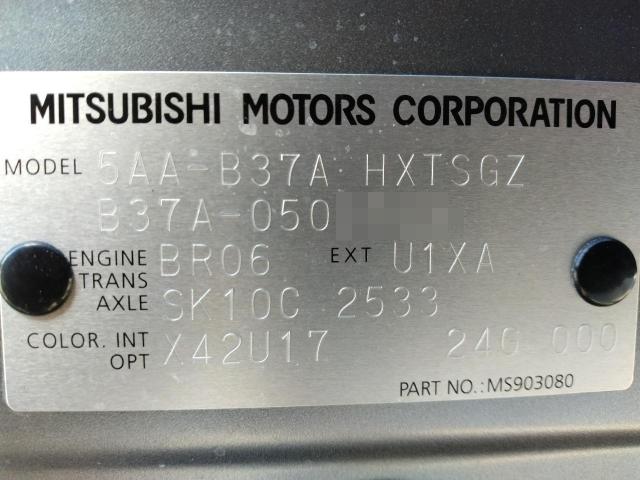 MITSUBISHI MOTORS CORPORATION
MODEL 5AA-B37A HXTSGZ
B37A-050
ENGINE BR06 EXT U1XA
TRANS
AXLE SK10C 2533
COLOR. INT X42U17 240 000
OPT
PART NO.:MS903080